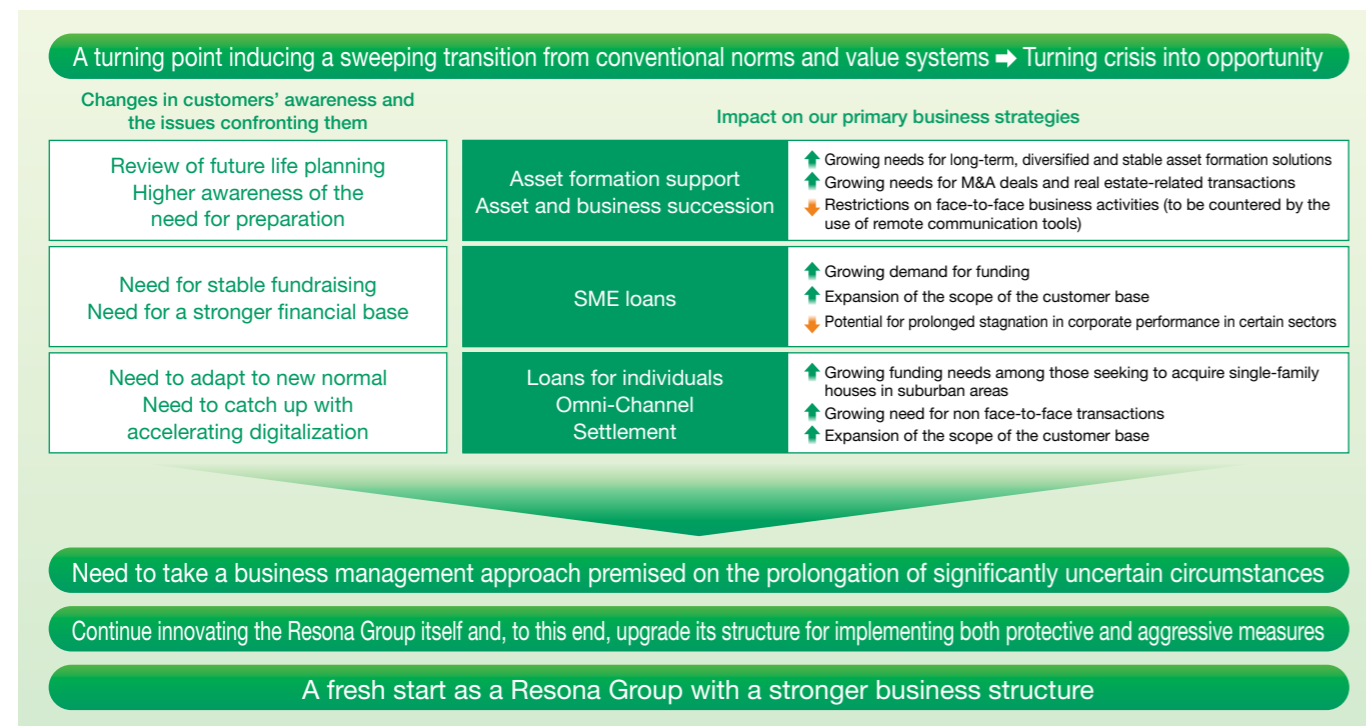 A turning point inducing a sweeping transition from conventional norms and value systems ➡ Turning crisis into opportunity
Changes in customers’ awareness and
the issues confronting them
Impact on our primary business strategies
Review of future life planning
Higher awareness of the
need for preparation
Asset formation support
Asset and business succession
Growing needs for long-term, diversified and stable asset formation solutions
Growing needs for M&A deals and real estate-related transactions
Restrictions on face-to-face business activities (to be countered by the
use of remote communication tools)
Need for stable fundraising
Need for a stronger financial base
SME loans
Growing demand for funding
Expansion of the scope of the customer base
Potential for prolonged stagnation in corporate performance in certain sectors
Need to adapt to new normal
Need to catch up with
accelerating digitalization
Loans for individuals
Omni-Channel
Settlement
Growing funding needs among those seeking to acquire single-family
houses in suburban areas
Growing need for non face-to-face transactions
Expansion of the scope of the customer base
Need to take a business management approach premised on the prolongation of significantly uncertain circumstances
Continue innovating the Resona Group itself and, to this end, upgrade its structure for implementing both protective and aggressive measures
A fresh start as a Resona Group with a stronger business structure